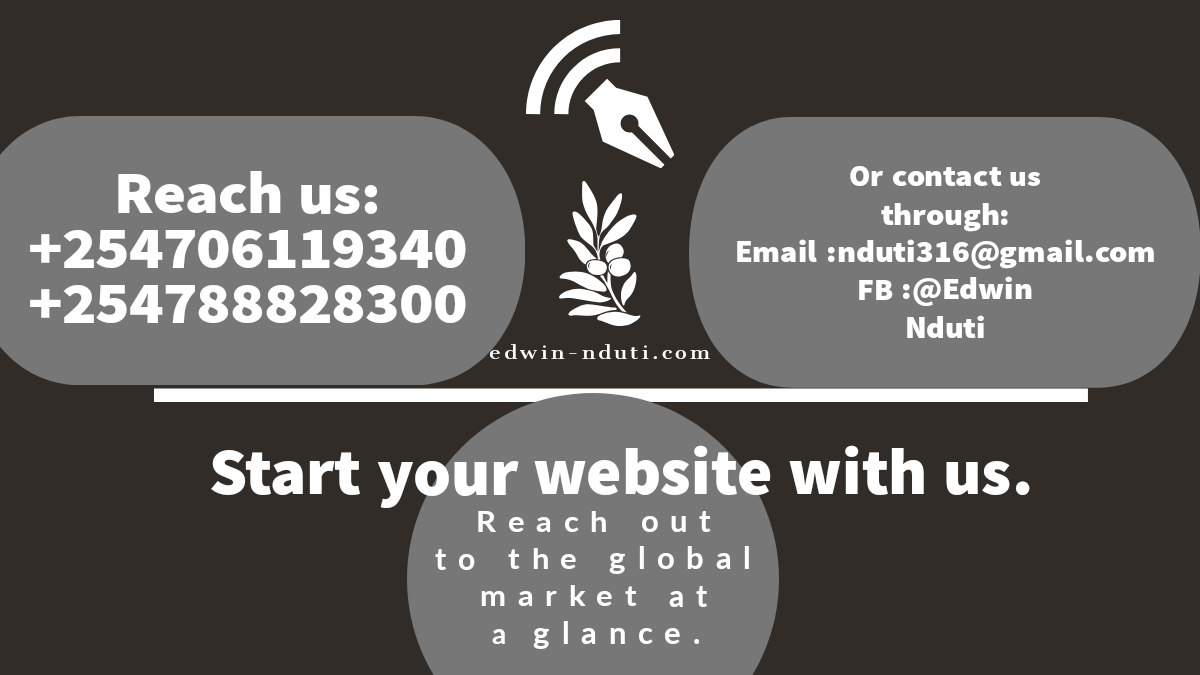 Reach us:
+254706119340
+254788828300
Or contact us
through:
Email :nduti316@gmail.com
FB :@Edwin
Nduti
edwin-nduti.com
Start your website with us.
Reach out
to the global
market at
a glance.